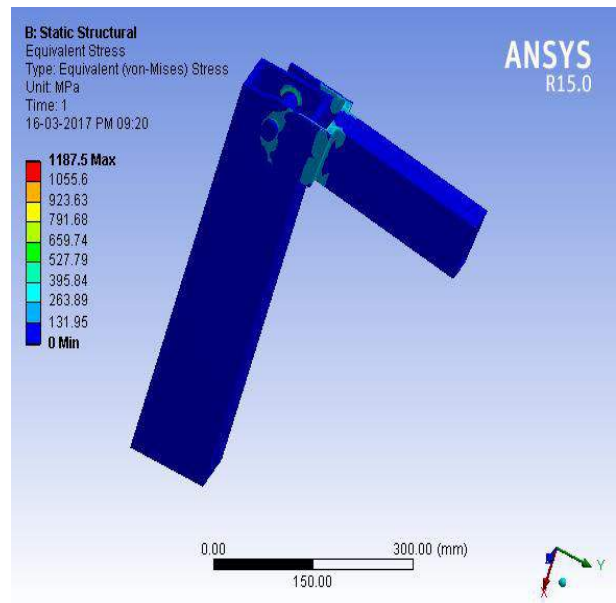 B: Static Structural
Equivalent Stress
Type: Equivalent (von-Mises) Stress
Unit: MPa
Time: 1
16-03-2017 PM 09:20
ANSYS
R15.0
1187.5 Max
1055.6
923.63
791.68
659.74
527.79
395.84
263.89
131.95
0 Min
0.00 300.00 (mm)
150.00
Y
X